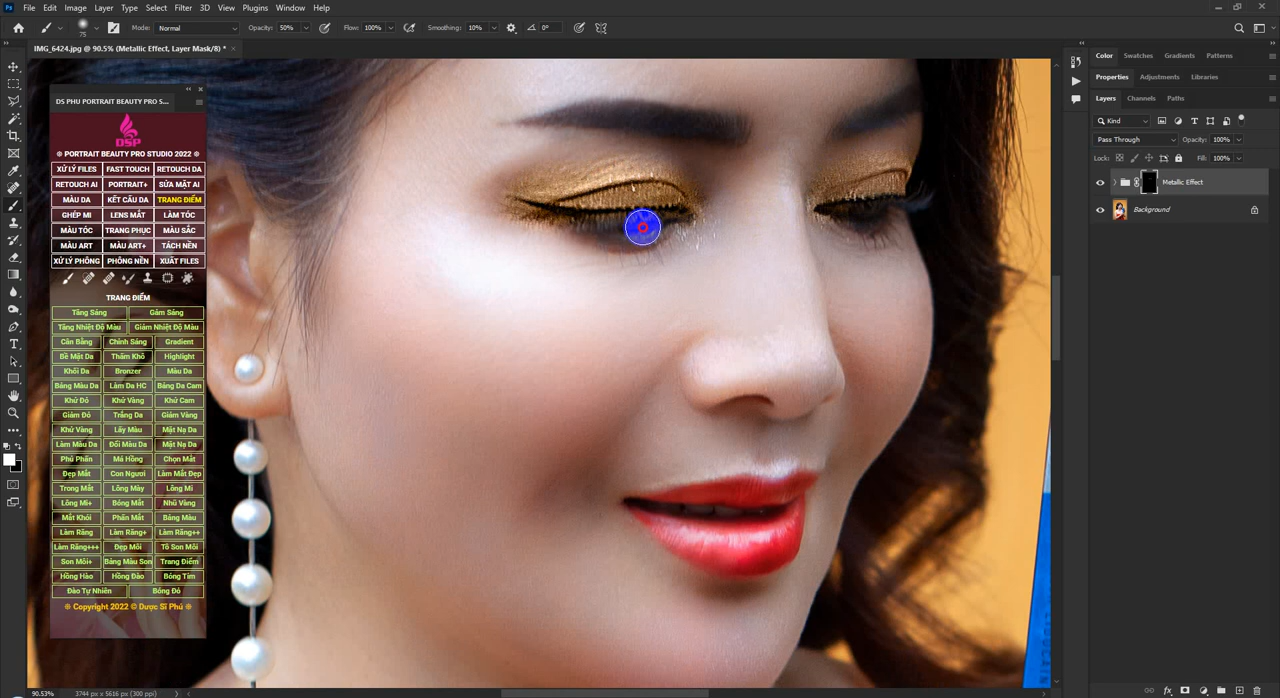 File Edit Image Layer Type Select Filter 3D View Plugins Window Help
75 Mode: Normal Opacity: 50% Flow: 100% Smoothing: 10% 0°
IMG_6424.jpg @ 90.5% (Metallic Effect, Layer Mask/8) *
DS PHU PORTRAIT BEAUTY PRO S...
DSP
PORTRAIT BEAUTY PRO STUDIO 2022
XỬ LÝ FILES FAST TOUCH RETOUCH DA
RETOUCH AI PORTRAIT+ SỬA MẶT AI
MÀU DA KẾT CẤU DA TRANG ĐIỂM
GHÉP MI LENS MẮT LÀM TÓC
MÀU TÓC TRANG PHỤC MÀU SẮC
MÀU ART MÀU ART+ TÁCH NỀN
XỬ LÝ PHÔNG PHÔNG NỀN XUẤT FILES
TRANG ĐIỂM
Tăng Sáng Giảm Sáng
Tăng Nhiệt Độ Màu Giảm Nhiệt Độ Màu
Cân Bằng Chỉnh Sáng Gradient
Bề Mặt Da Thấm Khô Highlight
Khối Da Bronzer Màu Da
Bảng Màu Da Làm Da HC Bảng Da Cam
Khử Đỏ Khử Vàng Khử Cam
Giảm Đỏ Trắng Da Giảm Vàng
Khử Vàng Lấy Màu Mặt Nạ Da
Làm Màu Da Đổi Màu Da Mặt Nạ Da
Phủ Phấn Má Hồng Chọn Mắt
Đẹp Mắt Con Ngươi Làm Mắt Đẹp
Trong Mắt Lông Mày Lông Mi
Lông Mi+ Bóng Mắt Nhũ Vàng
Mắt Khói Phấn Mắt Bảng Màu
Làm Răng Làm Răng+ Làm Răng++
Làm Răng+++ Đẹp Môi Tô Son Môi
Son Môi+ Bảng Màu Son Trang Điểm
Hồng Hào Hồng Đào Bóng Tím
Đào Tự Nhiên Bóng Đỏ
Copyright 2022 © Dược Sĩ Phú
Color Swatches Gradients Patterns
Properties Adjustments Libraries
Layers Channels Paths
Kind
Pass Through Opacity: 100%
Lock: Fill: 100%
Metallic Effect
Background
90.53% 3744 px x 5616 px (300 ppi)